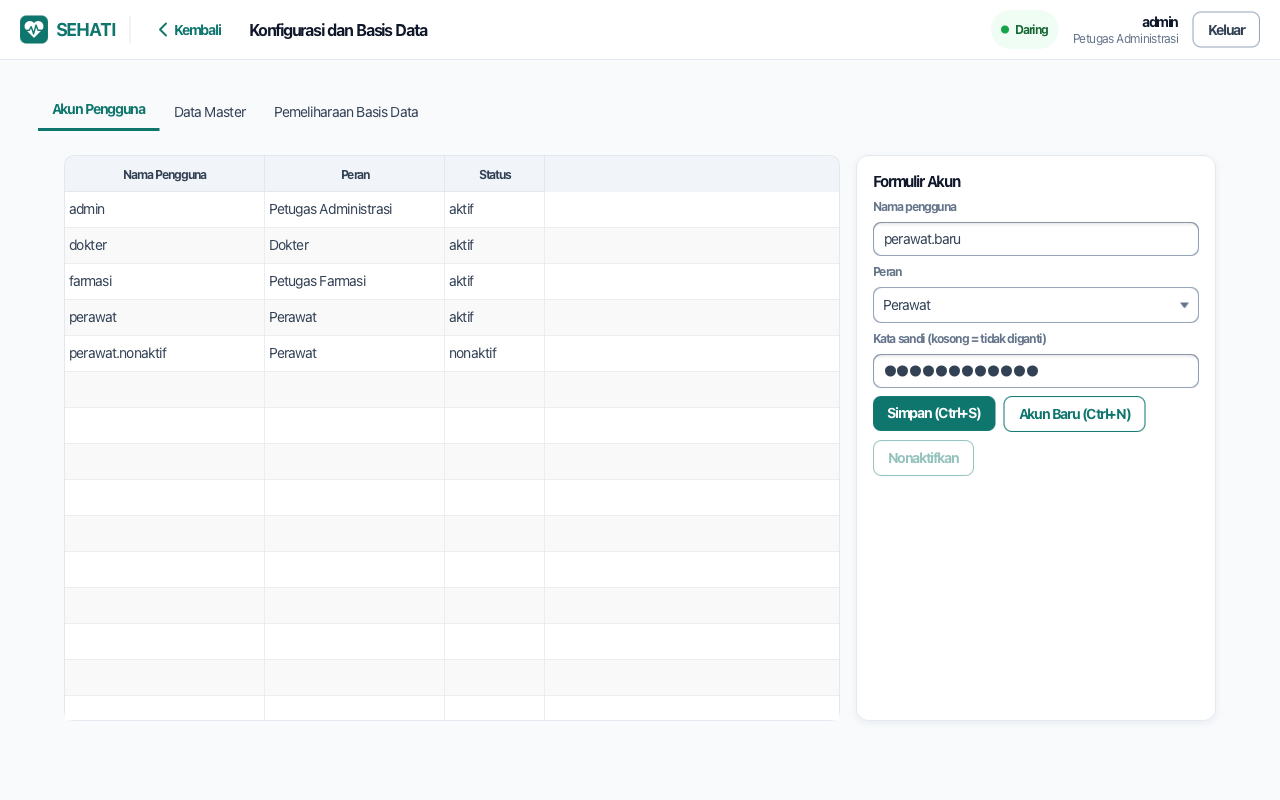 SEHATI
Kembali
Konfigurasi dan Basis Data
Daring
admin
Petugas Administrasi
Keluar
Akun Pengguna
Data Master
Pemeliharaan Basis Data
Nama Pengguna Peran Status
admin Petugas Administrasi aktif
dokter Dokter aktif
farmasi Petugas Farmasi aktif
perawat Perawat aktif
perawat.nonaktif Perawat nonaktif
Formulir Akun
Nama pengguna
perawat.baru
Peran
Perawat
Kata sandi (kosong = tidak diganti)
●●●●●●●●●●●●
Simpan (Ctrl+S)
Akun Baru (Ctrl+N)
Nonaktifkan